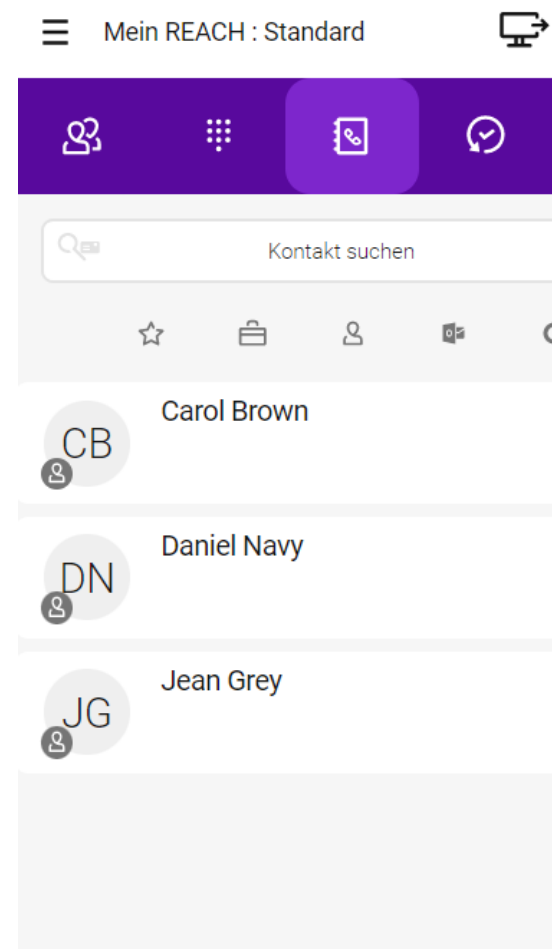 Mein REACH : Standard
Kontakt suchen
Carol Brown
CB
Daniel Navy
DN
Jean Grey
JG